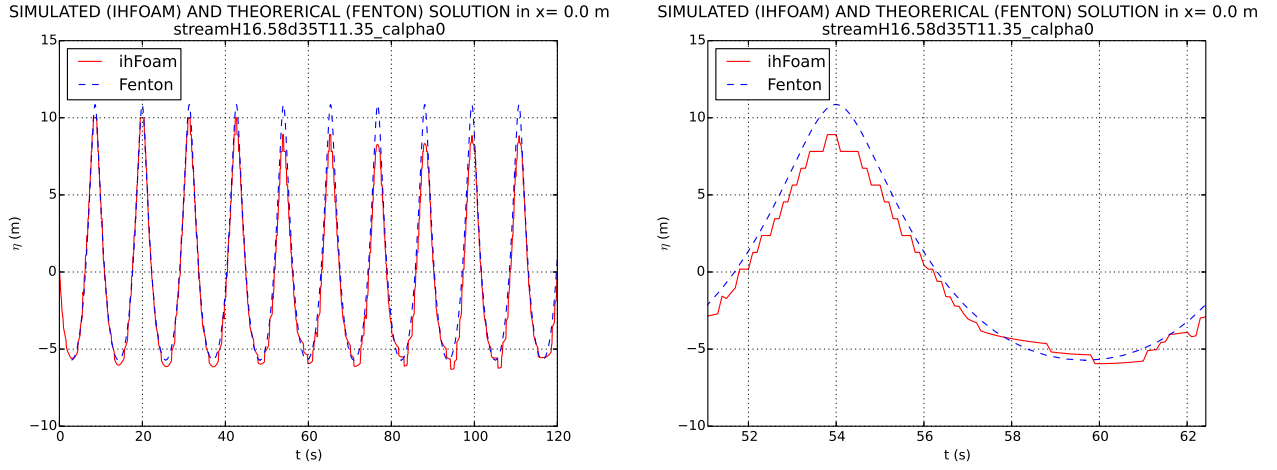 SIMULATED (IHFOAM) AND THEORERICAL (FENTON) SOLUTION in x= 0.0 m
streamH16.58d35T11.35_calpha0
15
10
5
0
−5
−10
η (m)
ihFoam
Fenton
0 20 40 60 80 100 120
t (s)
SIMULATED (IHFOAM) AND THEORERICAL (FENTON) SOLUTION in x= 0.0 m
streamH16.58d35T11.35_calpha0
15
10
5
0
−5
−10
η (m)
ihFoam
Fenton
52 54 56 58 60 62
t (s)